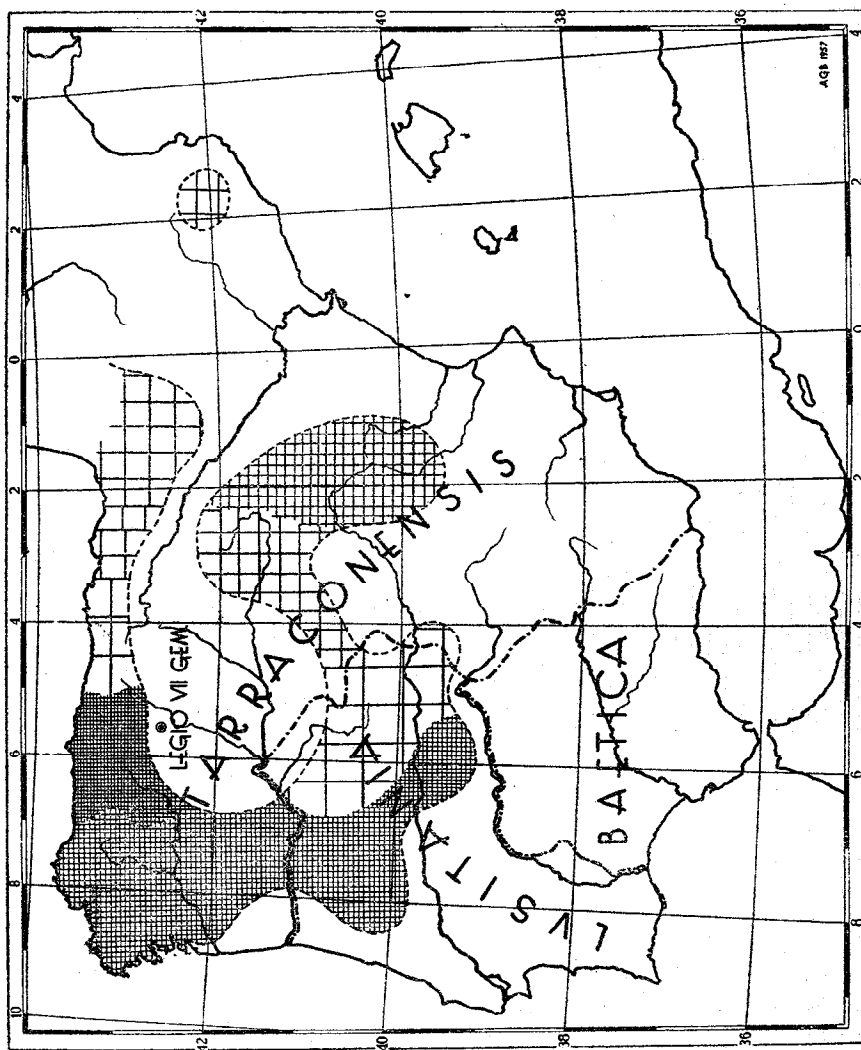 10 8 6 4 2 0 2 4
42 42
LEGIO VII GEM
TARRACONENSIS
40 40
LVSITANIA
38 38
BAETICA
36 36
8 6 4 2 0 2 4
AGB 1957